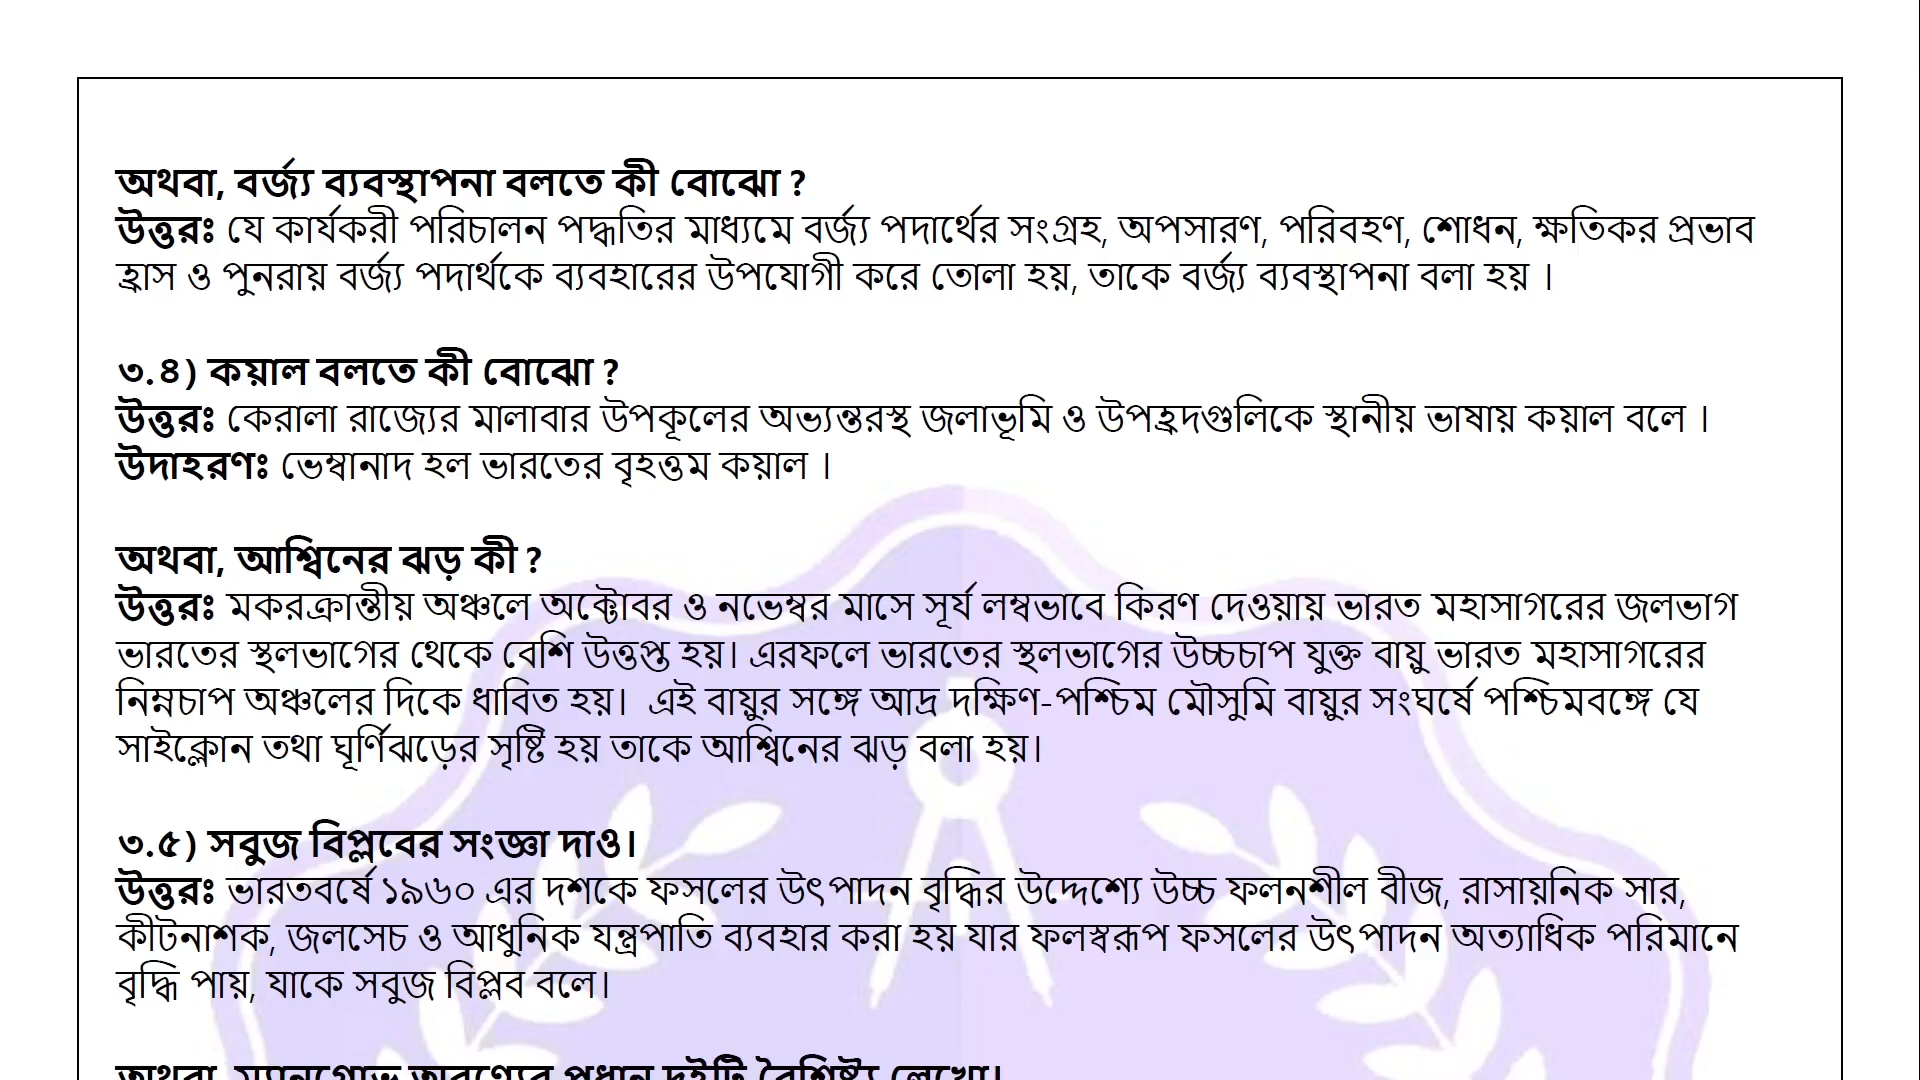 অথবা, বর্জ্য ব্যবস্থাপনা বলতে কী বোঝো ?
উত্তরঃ যে কার্যকরী পরিচালন পদ্ধতির মাধ্যমে বর্জ্য পদার্থের সংগ্রহ, অপসারণ, পরিবহণ, শোধন, ক্ষতিকর প্রভাব
হ্রাস ও পুনরায় বর্জ্য পদার্থকে ব্যবহারের উপযোগী করে তোলা হয়, তাকে বর্জ্য ব্যবস্থাপনা বলা হয় ।
৩.৪) কয়াল বলতে কী বোঝো ?
উত্তরঃ কেরালা রাজ্যের মালাবার উপকূলের অভ্যন্তরস্থ জলাভূমি ও উপহ্রদগুলিকে স্থানীয় ভাষায় কয়াল বলে ।
উদাহরণঃ ভেম্বানাদ হল ভারতের বৃহত্তম কয়াল ।
অথবা, আশ্বিনের ঝড় কী ?
উত্তরঃ মকরক্রান্তীয় অঞ্চলে অক্টোবর ও নভেম্বর মাসে সূর্য লম্বভাবে কিরণ দেওয়ায় ভারত মহাসাগরের জলভাগ
ভারতের স্থলভাগের থেকে বেশি উত্তপ্ত হয়। এরফলে ভারতের স্থলভাগের উচ্চচাপ যুক্ত বায়ু ভারত মহাসাগরের
নিম্নচাপ অঞ্চলের দিকে ধাবিত হয়। এই বায়ুর সঙ্গে আদ্র দক্ষিণ-পশ্চিম মৌসুমি বায়ুর সংঘর্ষে পশ্চিমবঙ্গে যে
সাইক্লোন তথা ঘূর্ণিঝড়ের সৃষ্টি হয় তাকে আশ্বিনের ঝড় বলা হয়।
৩.৫) সবুজ বিপ্লবের সংজ্ঞা দাও।
উত্তরঃ ভারতবর্ষে ১৯৬০ এর দশকে ফসলের উৎপাদন বৃদ্ধির উদ্দেশ্যে উচ্চ ফলনশীল বীজ, রাসায়নিক সার,
কীটনাশক, জলসেচ ও আধুনিক যন্ত্রপাতি ব্যবহার করা হয় যার ফলস্বরূপ ফসলের উৎপাদন অত্যাধিক পরিমানে
বৃদ্ধি পায়, যাকে সবুজ বিপ্লব বলে।
অথবা, ম্যানগ্রোভ অরণ্যের প্রধান দুইটি বৈশিষ্ট্য লেখো।